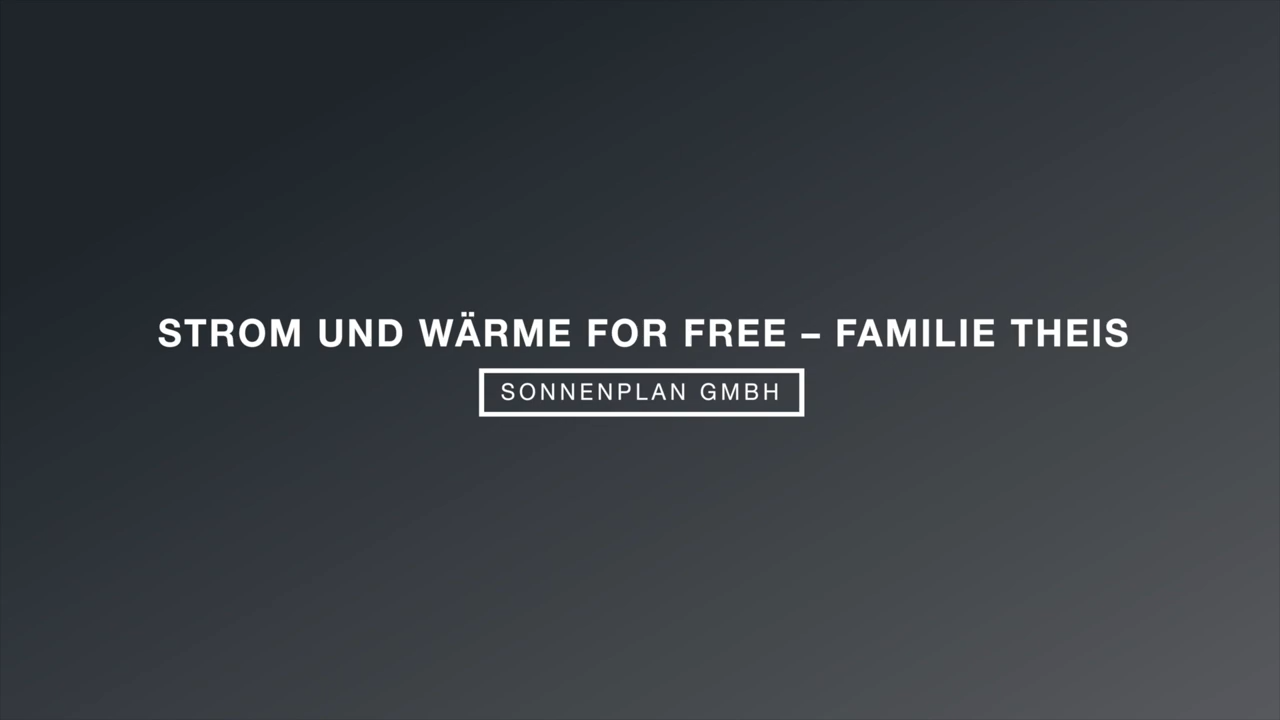 STROM UND WÄRME FOR FREE – FAMILIE THEIS
SONNENPLAN GMBH